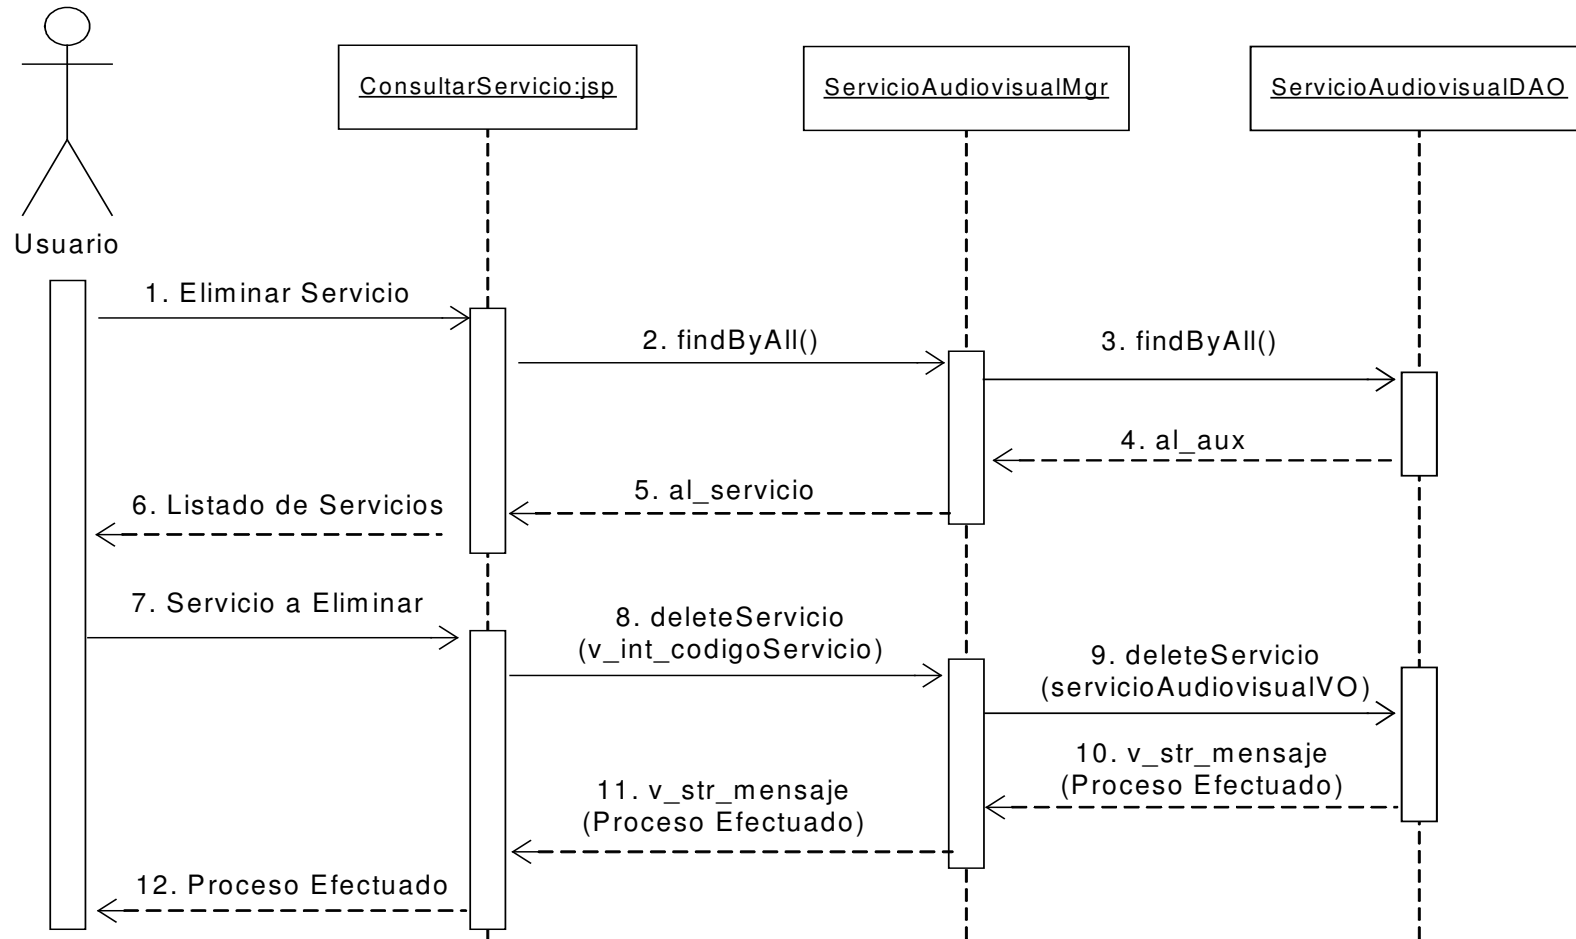 ConsultarServicio:jsp
ServicioAudiovisualMgr
ServicioAudiovisualDAO
Usuario
1. Eliminar Servicio
2. findByAll()
3. findByAll()
4. al_aux
5. al_servicio
6. Listado de Servicios
7. Servicio a Eliminar
8. deleteServicio
(v_int_codigoServicio)
9. deleteServicio
(servicioAudiovisualVO)
10. v_str_mensaje
(Proceso Efectuado)
11. v_str_mensaje
(Proceso Efectuado)
12. Proceso Efectuado